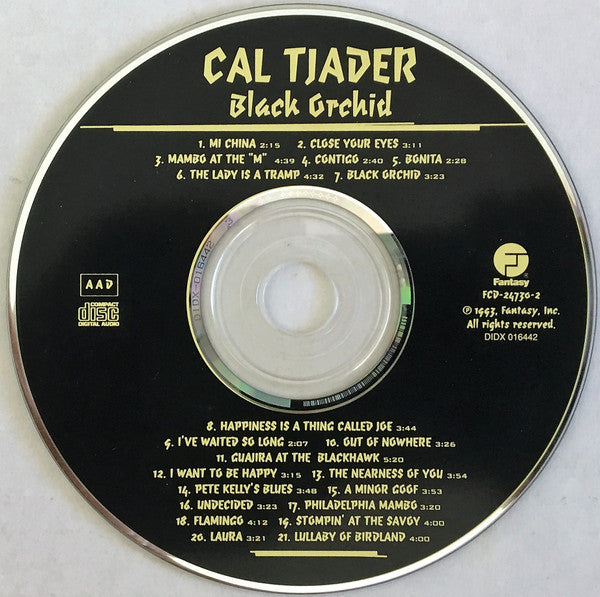 CAL TJADER
Black Orchid
1. MI CHINA 2:15 2. CLOSE YOUR EYES 3:11
3. MAMBO AT THE "M" 4:39 4. CONTIGO 2:40 5. BONITA 2:28
6. THE LADY IS A TRAMP 4:32 7. BLACK ORCHID 3:23
DIDX 016442
AAD
COMPACT
disc
DIGITAL AUDIO
FJ
Fantasy
FCD-24730-2
℗ 1993, Fantasy, Inc.
All rights reserved.
DIDX 016442
8. HAPPINESS IS A THING CALLED JOE 3:44
9. I'VE WAITED SO LONG 2:07 10. OUT OF NOWHERE 3:26
11. GUAJIRA AT THE BLACKHAWK 5:20
12. I WANT TO BE HAPPY 3:15 13. THE NEARNESS OF YOU 3:54
14. PETE KELLY'S BLUES 3:48 15. A MINOR GOOF 3:53
16. UNDECIDED 3:23 17. PHILADELPHIA MAMBO 3:20
18. FLAMINGO 4:12 19. STOMPIN' AT THE SAVOY 4:00
20. LAURA 3:21 21. LULLABY OF BIRDLAND 4:00